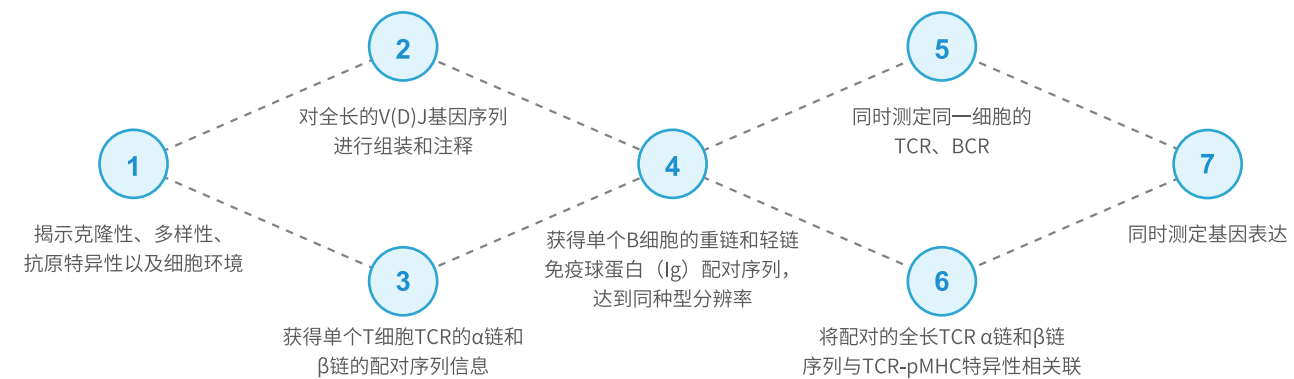 1
揭示克隆性、多样性、
抗原特异性以及细胞环境
2
对全长的V(D)J基因序列
进行组装和注释
3
获得单个T细胞TCR的α链和
β链的配对序列信息
4
获得单个B细胞的重链和轻链
免疫球蛋白（Ig）配对序列，
达到同种型分辨率
5
同时测定同一细胞的
TCR、BCR
6
将配对的全长TCR α链和β链
序列与TCR-pMHC特异性相关联
7
同时测定基因表达